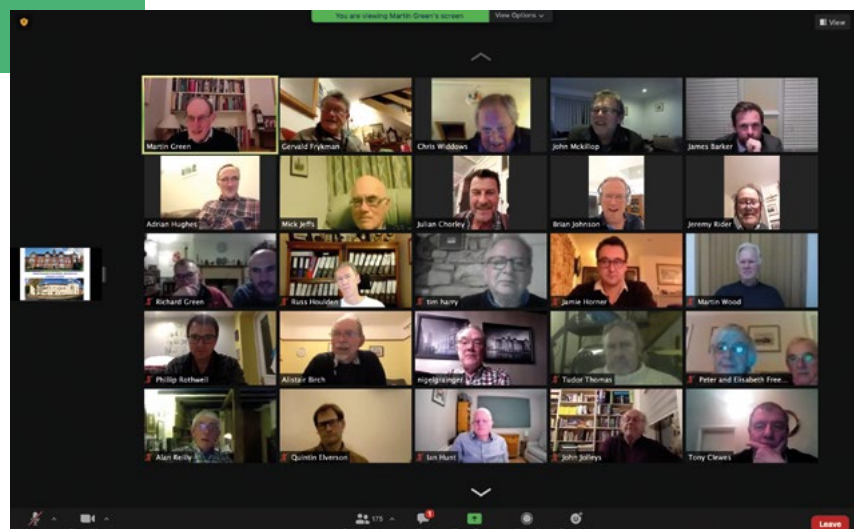 You are viewing Martin Green's screen
View Options
View
Martin Green
Gervald Frykman
Chris Widdows
John Mckillop
James Barker
Adrian Hughes
Mick Jeffs
Julian Chorley
Brian Johnson
Jeremy Rider
Richard Green
Russ Houlden
tim harry
Jamie Horner
Martin Wood
Phillip Rothwell
Alistair Birch
nigelgrainger
Tudor Thomas
Peter and Elisabeth Free...
Alan Reilly
Quintin Elverson
Ian Hunt
John Jolleys
Tony Clewes
175
1
Leave